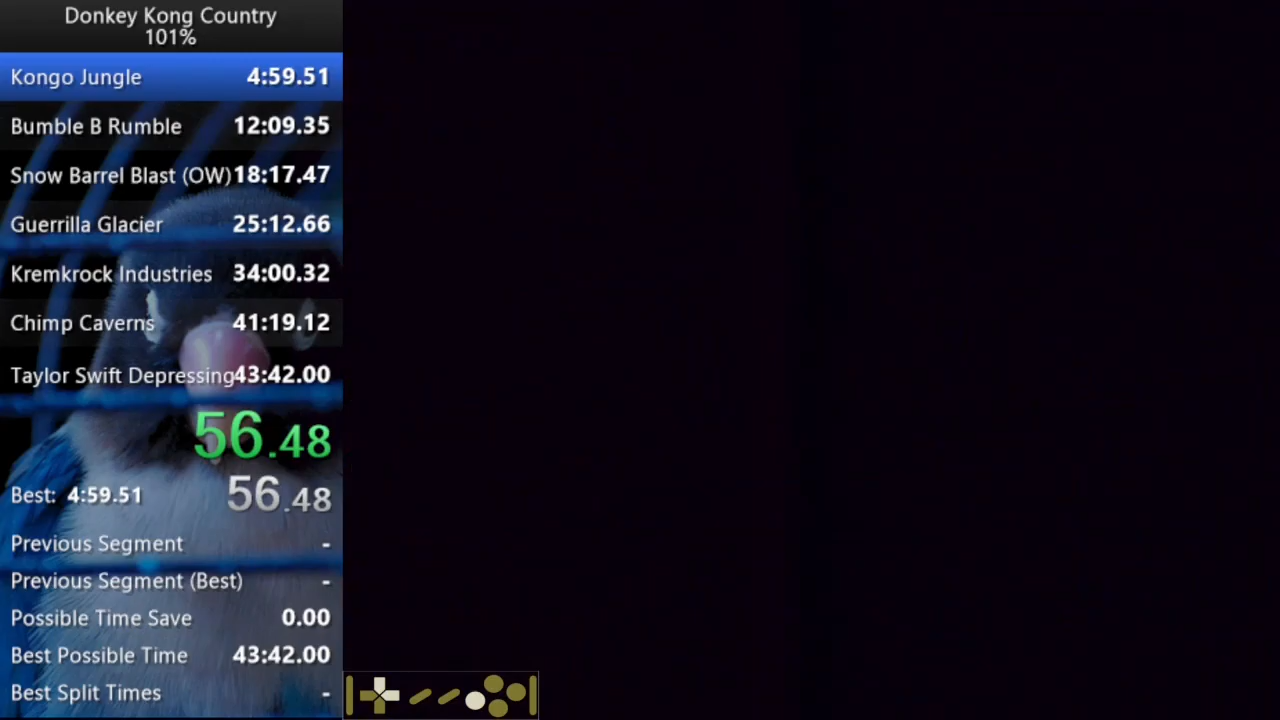 Donkey Kong Country
101%
Kongo Jungle 4:59.51
Bumble B Rumble 12:09.35
Snow Barrel Blast (OW) 18:17.47
Guerrilla Glacier 25:12.66
Kremkrock Industries 34:00.32
Chimp Caverns 41:19.12
Taylor Swift Depressing 43:42.00
56.48
Best: 4:59.51 56.48
Previous Segment -
Previous Segment (Best) -
Possible Time Save 0.00
Best Possible Time 43:42.00
Best Split Times -